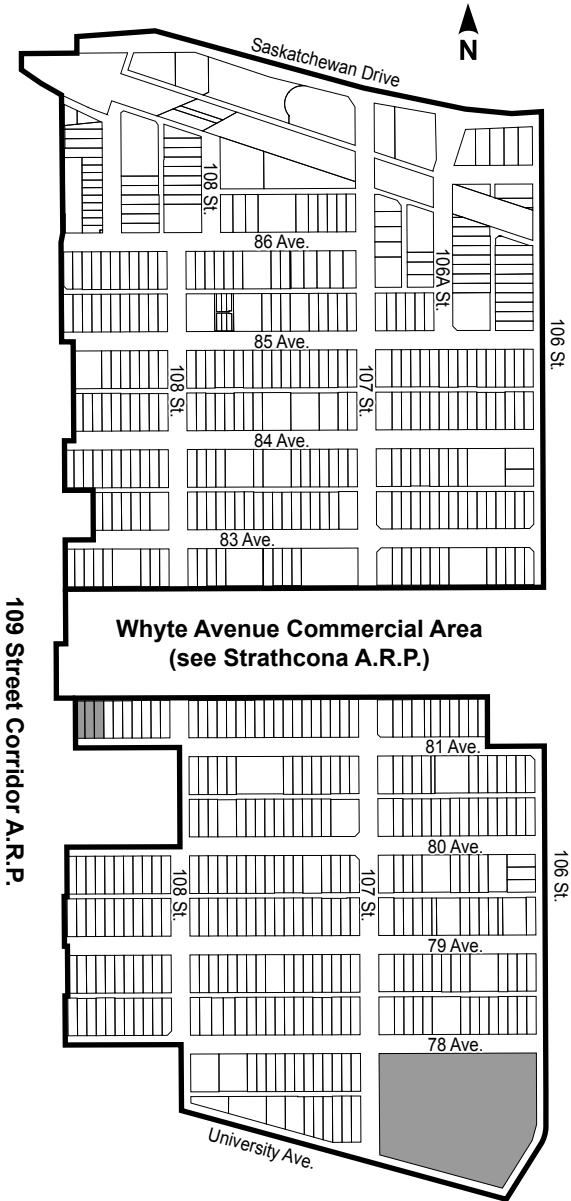 N
Saskatchewan Drive
108 St.
86 Ave.
106A St.
106 St.
85 Ave.
108 St.
107 St.
84 Ave.
83 Ave.
Whyte Avenue Commercial Area
(see Strathcona A.R.P.)
109 Street Corridor A.R.P.
81 Ave.
80 Ave.
106 St.
108 St.
107 St.
79 Ave.
78 Ave.
University Ave.